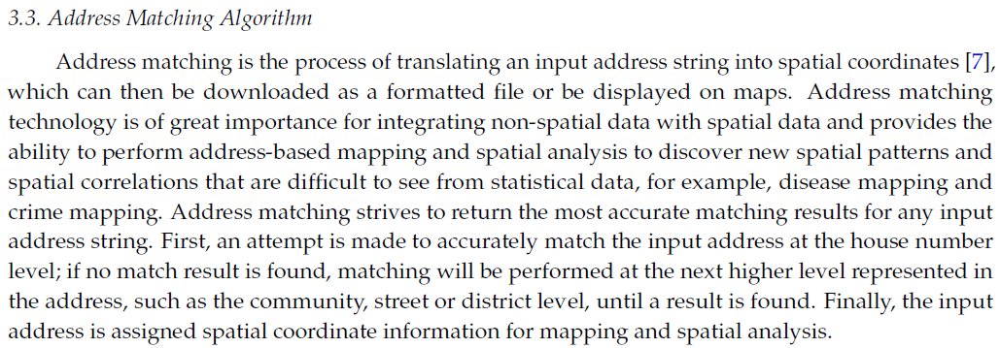 3.3. Address Matching Algorithm
Address matching is the process of translating an input address string into spatial coordinates [7],
which can then be downloaded as a formatted file or be displayed on maps. Address matching
technology is of great importance for integrating non-spatial data with spatial data and provides the
ability to perform address-based mapping and spatial analysis to discover new spatial patterns and
spatial correlations that are difficult to see from statistical data, for example, disease mapping and
crime mapping. Address matching strives to return the most accurate matching results for any input
address string. First, an attempt is made to accurately match the input address at the house number
level; if no match result is found, matching will be performed at the next higher level represented in
the address, such as the community, street or district level, until a result is found. Finally, the input
address is assigned spatial coordinate information for mapping and spatial analysis.